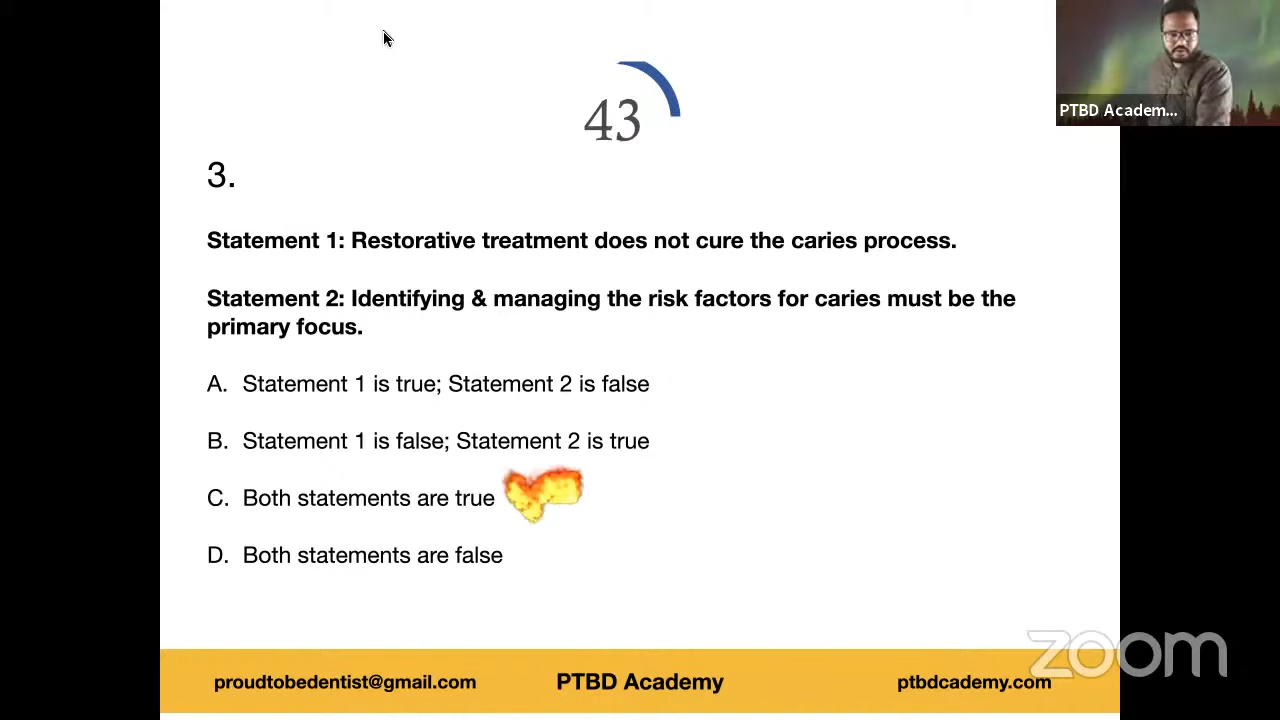 PTBD Academ...
43
3.
Statement 1: Restorative treatment does not cure the caries process.
Statement 2: Identifying & managing the risk factors for caries must be the
primary focus.
A. Statement 1 is true; Statement 2 is false
B. Statement 1 is false; Statement 2 is true
C. Both statements are true
D. Both statements are false
zoom
proudtobedentist@gmail.com PTBD Academy ptbdcademy.com